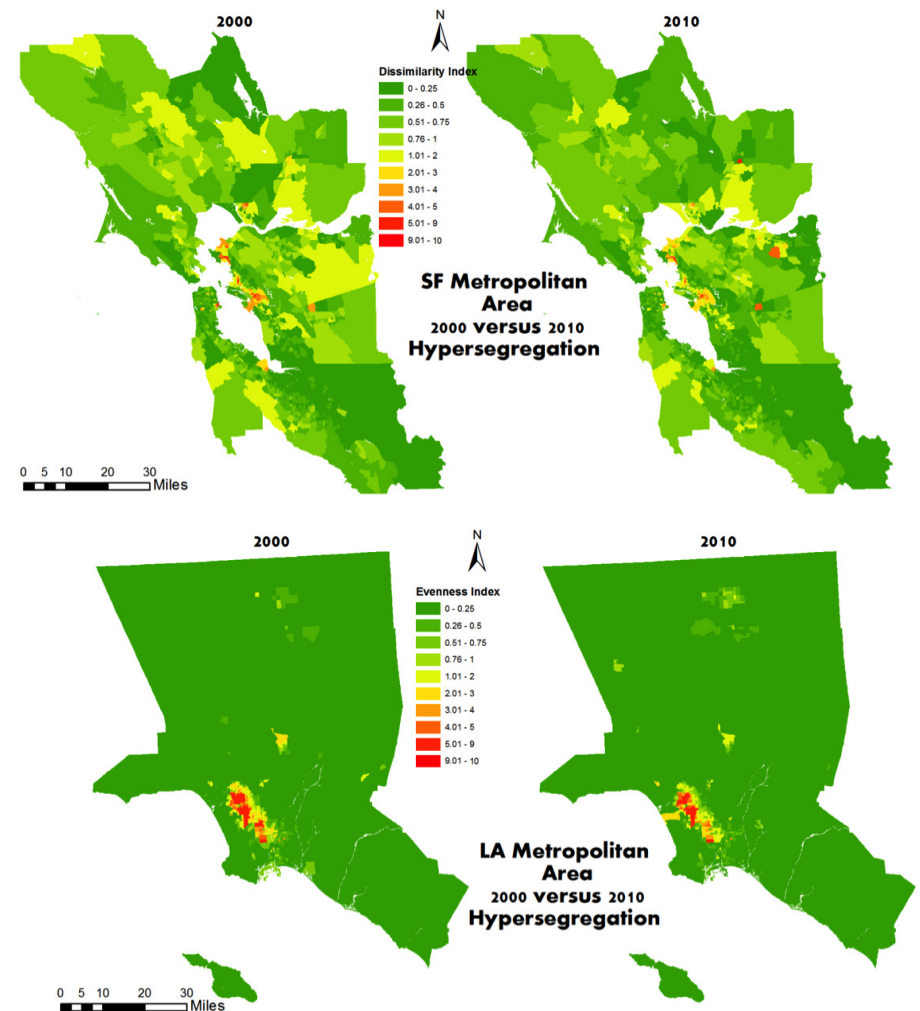 2000
N
2010
Dissimilarity Index
0 - 0.25
0.26 - 0.5
0.51 - 0.75
0.76 - 1
1.01 - 2
2.01 - 3
3.01 - 4
4.01 - 5
5.01 - 9
9.01 - 10
SF Metropolitan
Area
2000 versus 2010
Hypersegregation
0 5 10 20 30
Miles
2000
N
2010
Evenness Index
0 - 0.25
0.26 - 0.5
0.51 - 0.75
0.76 - 1
1.01 - 2
2.01 - 3
3.01 - 4
4.01 - 5
5.01 - 9
9.01 - 10
LA Metropolitan
Area
2000 versus 2010
Hypersegregation
0 5 10 20 30
Miles